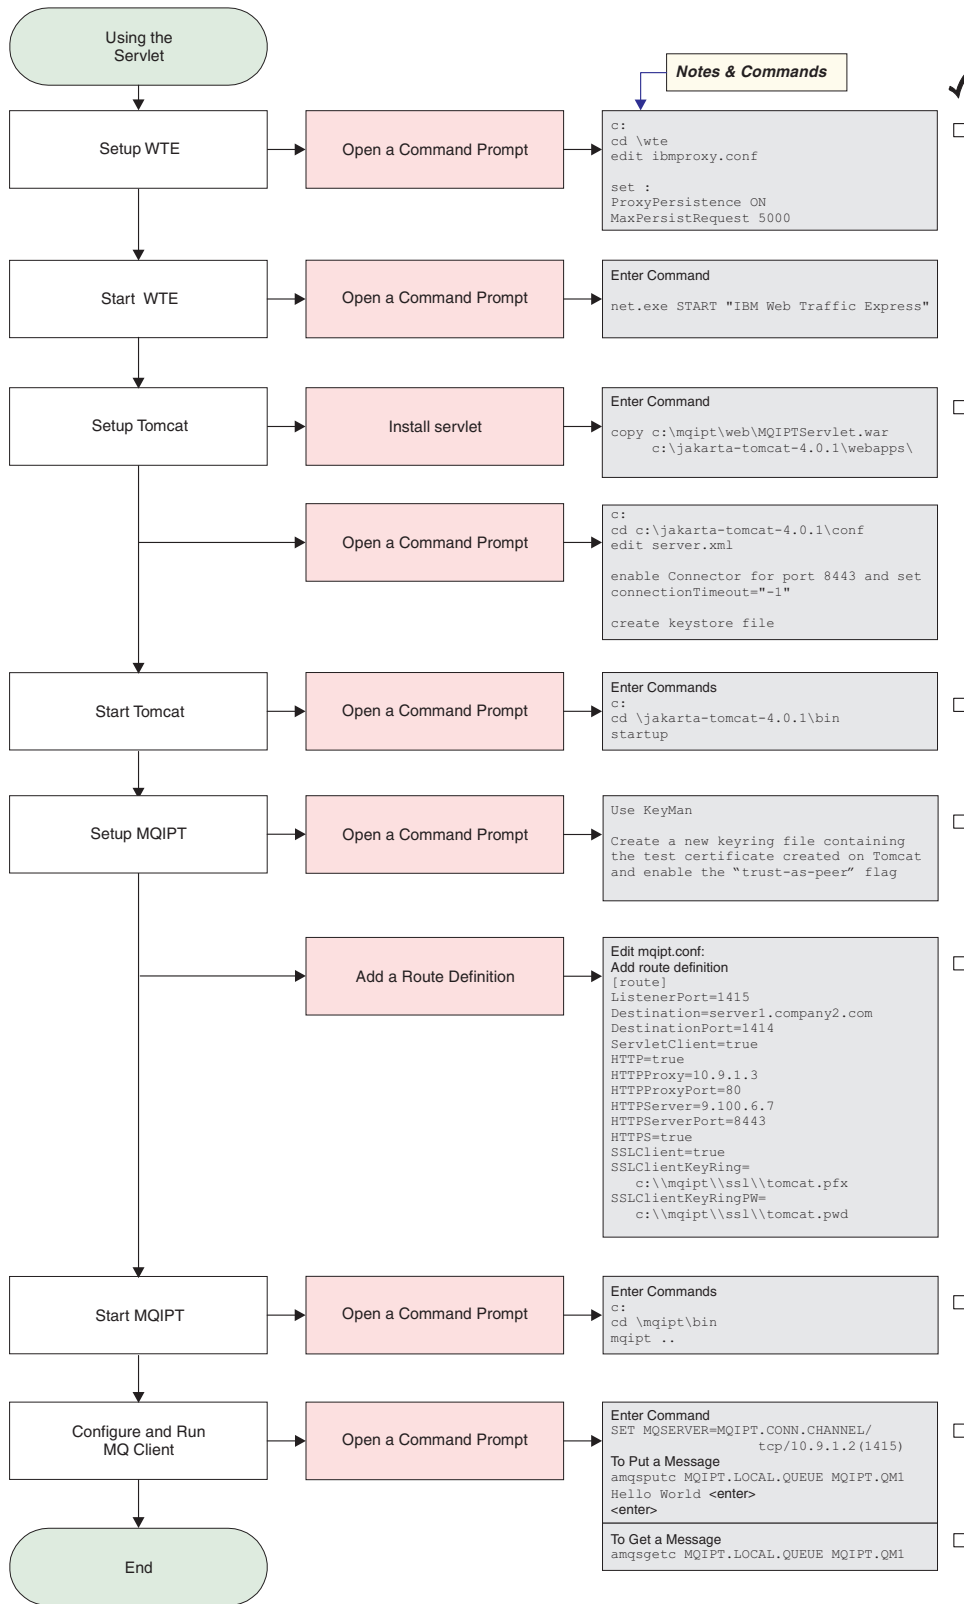 Using the
Servlet
Notes & Commands
Setup WTE
Open a Command Prompt
c:
cd \wte
edit ibmproxy.conf
set :
ProxyPersistence ON
MaxPersistRequest 5000
Start WTE
Open a Command Prompt
Enter Command
net.exe START "IBM Web Traffic Express"
Setup Tomcat
Install servlet
Enter Command
copy c:\mqipt\web\MQIPTServlet.war
c:\jakarta-tomcat-4.0.1\webapps\
Open a Command Prompt
c:
cd c:\jakarta-tomcat-4.0.1\conf
edit server.xml
enable Connector for port 8443 and set
connectionTimeout="-1"
create keystore file
Start Tomcat
Open a Command Prompt
Enter Commands
c:
cd \jakarta-tomcat-4.0.1\bin
startup
Setup MQIPT
Open a Command Prompt
Use KeyMan
Create a new keyring file containing
the test certificate created on Tomcat
and enable the “trust-as-peer” flag
Add a Route Definition
Edit mqipt.conf:
Add route definition
[route]
ListenerPort=1415
Destination=server1.company2.com
DestinationPort=1414
ServletClient=true
HTTP=true
HTTPProxy=10.9.1.3
HTTPProxyPort=80
HTTPServer=9.100.6.7
HTTPServerPort=8443
HTTPS=true
SSLClient=true
SSLClientKeyRing=
c:\\mqipt\\ssl\\tomcat.pfx
SSLClientKeyRingPW=
c:\\mqipt\\ssl\\tomcat.pwd
Start MQIPT
Open a Command Prompt
Enter Commands
c:
cd \mqipt\bin
mqipt ..
Configure and Run
MQ Client
Open a Command Prompt
Enter Command
SET MQSERVER=MQIPT.CONN.CHANNEL/
tcp/10.9.1.2(1415)
To Put a Message
amqsputc MQIPT.LOCAL.QUEUE MQIPT.QM1
Hello World <enter>
<enter>
To Get a Message
amqsgetc MQIPT.LOCAL.QUEUE MQIPT.QM1
End